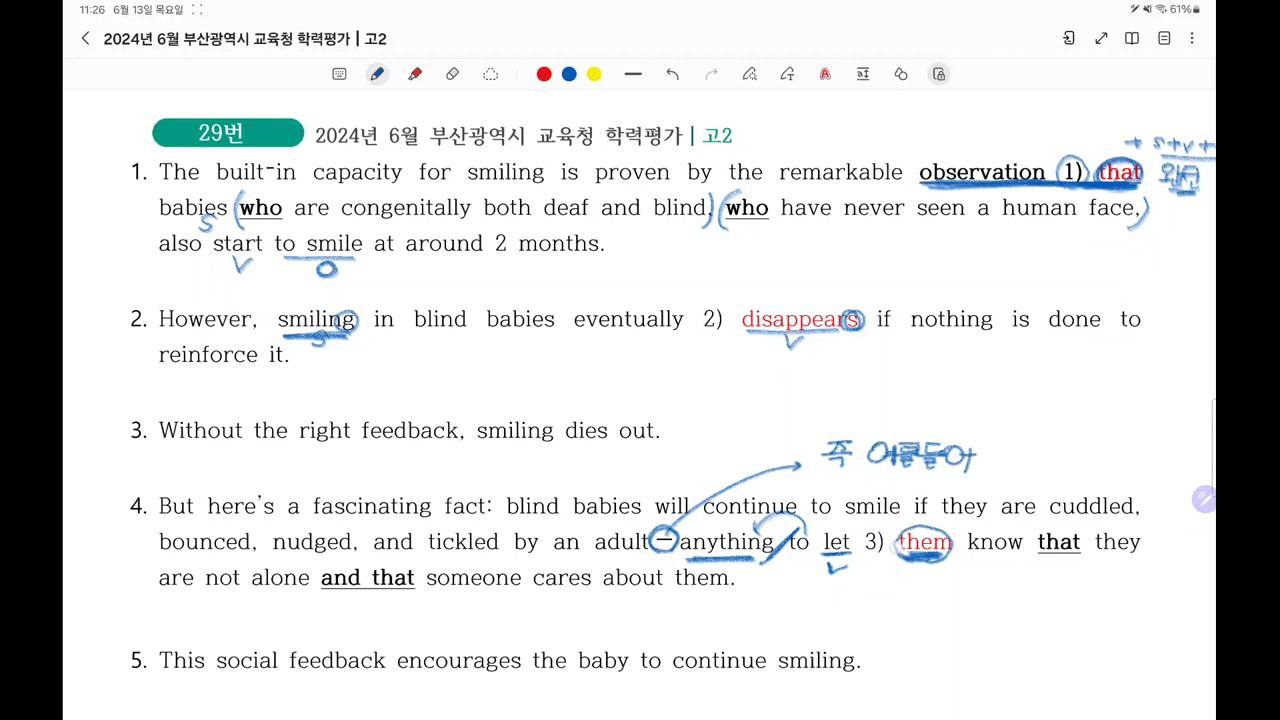 11:26 6월 13일 목요일
61%
2024년 6월 부산광역시 교육청 학력평가 | 고2
29번 2024년 6월 부산광역시 교육청 학력평가 | 고2
+ S+V+
1. The built-in capacity for smiling is proven by the remarkable observation 1) that
완전
babies (who are congenitally both deaf and blind,) (who have never seen a human face,)
S
also start to smile at around 2 months.
V O
2. However, smiling in blind babies eventually 2) disappears if nothing is done to
S V
reinforce it.
3. Without the right feedback, smiling dies out.
즉 예를들어
4. But here's a fascinating fact: blind babies will continue to smile if they are cuddled,
bounced, nudged, and tickled by an adult—anything to let 3) them know that they
V
are not alone and that someone cares about them.
5. This social feedback encourages the baby to continue smiling.